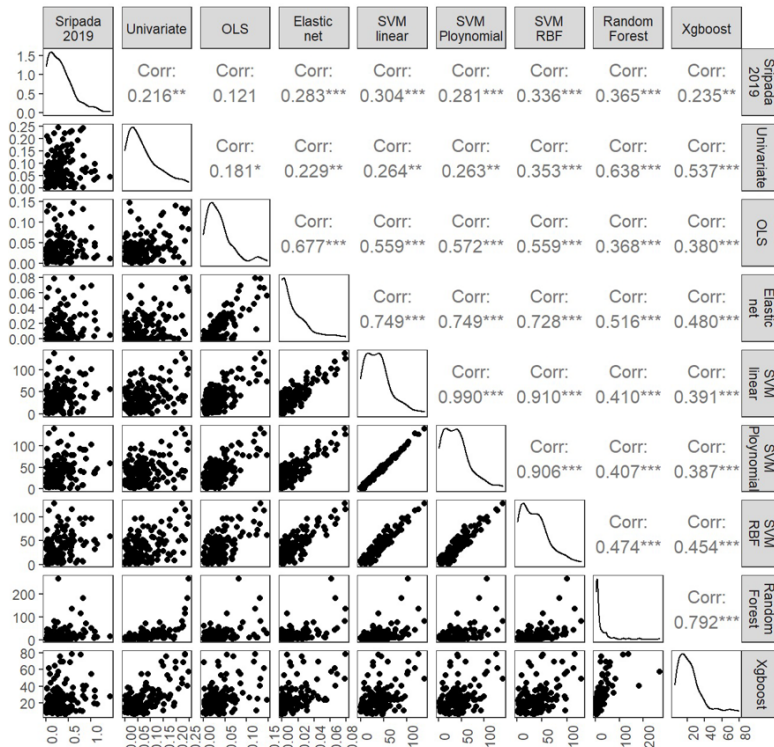 Sripada 2019 Univariate OLS Elastic net SVM linear SVM Ploynomial SVM RBF Random Forest Xgboost
1.5
1.0
0.5
0.0
Corr: Corr: Corr: Corr: Corr: Corr: Corr: Corr:
0.216** 0.121 0.283*** 0.304*** 0.281*** 0.336*** 0.365*** 0.235**
Sripada 2019
0.25
0.20
0.15
0.10
0.05
0.00
Corr: Corr: Corr: Corr: Corr: Corr: Corr:
0.181* 0.229** 0.264** 0.263** 0.353*** 0.638*** 0.537***
Univariate
0.15
0.10
0.05
0.00
Corr: Corr: Corr: Corr: Corr: Corr:
0.677*** 0.559*** 0.572*** 0.559*** 0.368*** 0.380***
OLS
0.08
0.06
0.04
0.02
0.00
Corr: Corr: Corr: Corr: Corr:
0.749*** 0.749*** 0.728*** 0.516*** 0.480***
Elastic net
100
50
0
Corr: Corr: Corr: Corr:
0.990*** 0.910*** 0.410*** 0.391***
SVM linear
100
50
0
Corr: Corr: Corr:
0.906*** 0.407*** 0.387***
SVM Ploynomial
100
50
0
Corr: Corr:
0.474*** 0.454***
SVM RBF
200
100
0
Corr:
0.792***
Random Forest
80
60
40
20
Xgboost
0.0 0.5 1.0 0.00 0.05 0.10 0.15 0.20 0.25 0.00 0.05 0.10 0.15 0.00 0.02 0.04 0.06 0.08 0 50 100 0 50 100 0 50 100 0 100 200 20 40 60 80